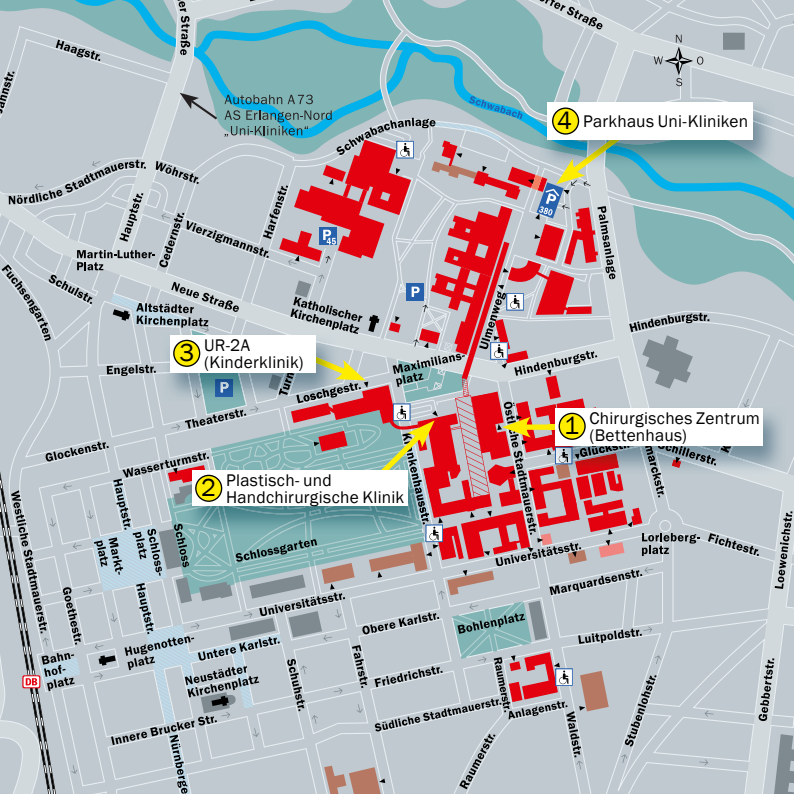 Haagstr.
Autobahn A 73
AS Erlangen-Nord
„Uni-Kliniken"
Schwabachanlage
Schwabach
N
W
O
S
4
Parkhaus Uni-Kliniken
P
380
Nördliche Stadtmauerstr.
Wöhrstr.
Hauptstr.
Cedernstr.
Vierzigmannstr.
Harfenstr.
P
45
Palmsanlage
Martin-Luther-
Platz
Fuchsengarten
Schulstr.
Neue Straße
Altstädter
Kirchenplatz
Katholischer
Kirchenplatz
P
Ulmenweg
Hindenburgstr.
3
UR-2A
(Kinderklinik)
Engelstr.
P
Loschgestr.
Maximilians-
platz
Hindenburgstr.
Theaterstr.
Glockenstr.
Wasserturmstr.
Östliche Stadtmauerstr.
1
Chirurgisches Zentrum
(Bettenhaus)
Krankenhausstr.
2
Plastisch- und
Handchirurgische Klinik
Westliche Stadtmauerstr.
Hauptstr.
Schloss-
platz
Markt-
platz
Schloss
Schlossgarten
Universitätsstr.
Lorleberg-
platz
Fichtestr.
Loewenichstr.
Goethestr.
Hauptstr.
Universitätsstr.
Marquardsenstr.
Obere Karlstr.
Bohlenplatz
Luitpoldstr.
Hugenotten-
platz
Untere Karlstr.
Bahn-
hof-
platz
DB
Neustädter
Kirchenplatz
Schuhstr.
Fahrstr.
Friedrichstr.
Raumerstr.
Südliche Stadtmauerstr.
Anlagenstr.
Waldstr.
Stubenlohstr.
Gebbertstr.
Innere Brucker Str.
Raumerstr.